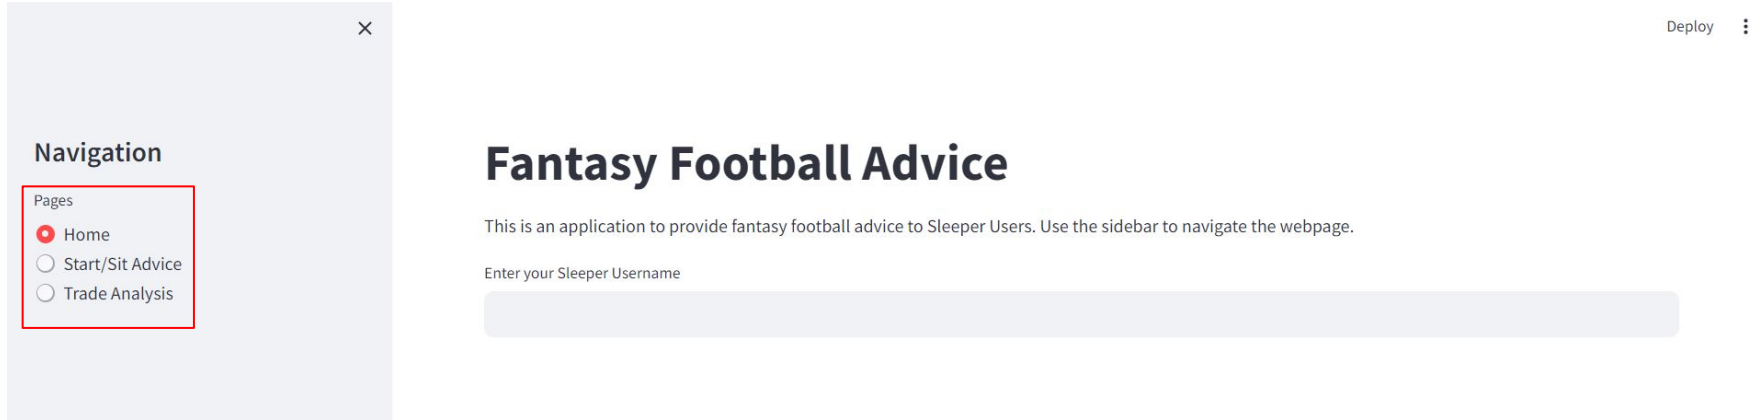 Deploy
Navigation
Pages
Home
Start/Sit Advice
Trade Analysis
Fantasy Football Advice
This is an application to provide fantasy football advice to Sleeper Users. Use the sidebar to navigate the webpage.
Enter your Sleeper Username